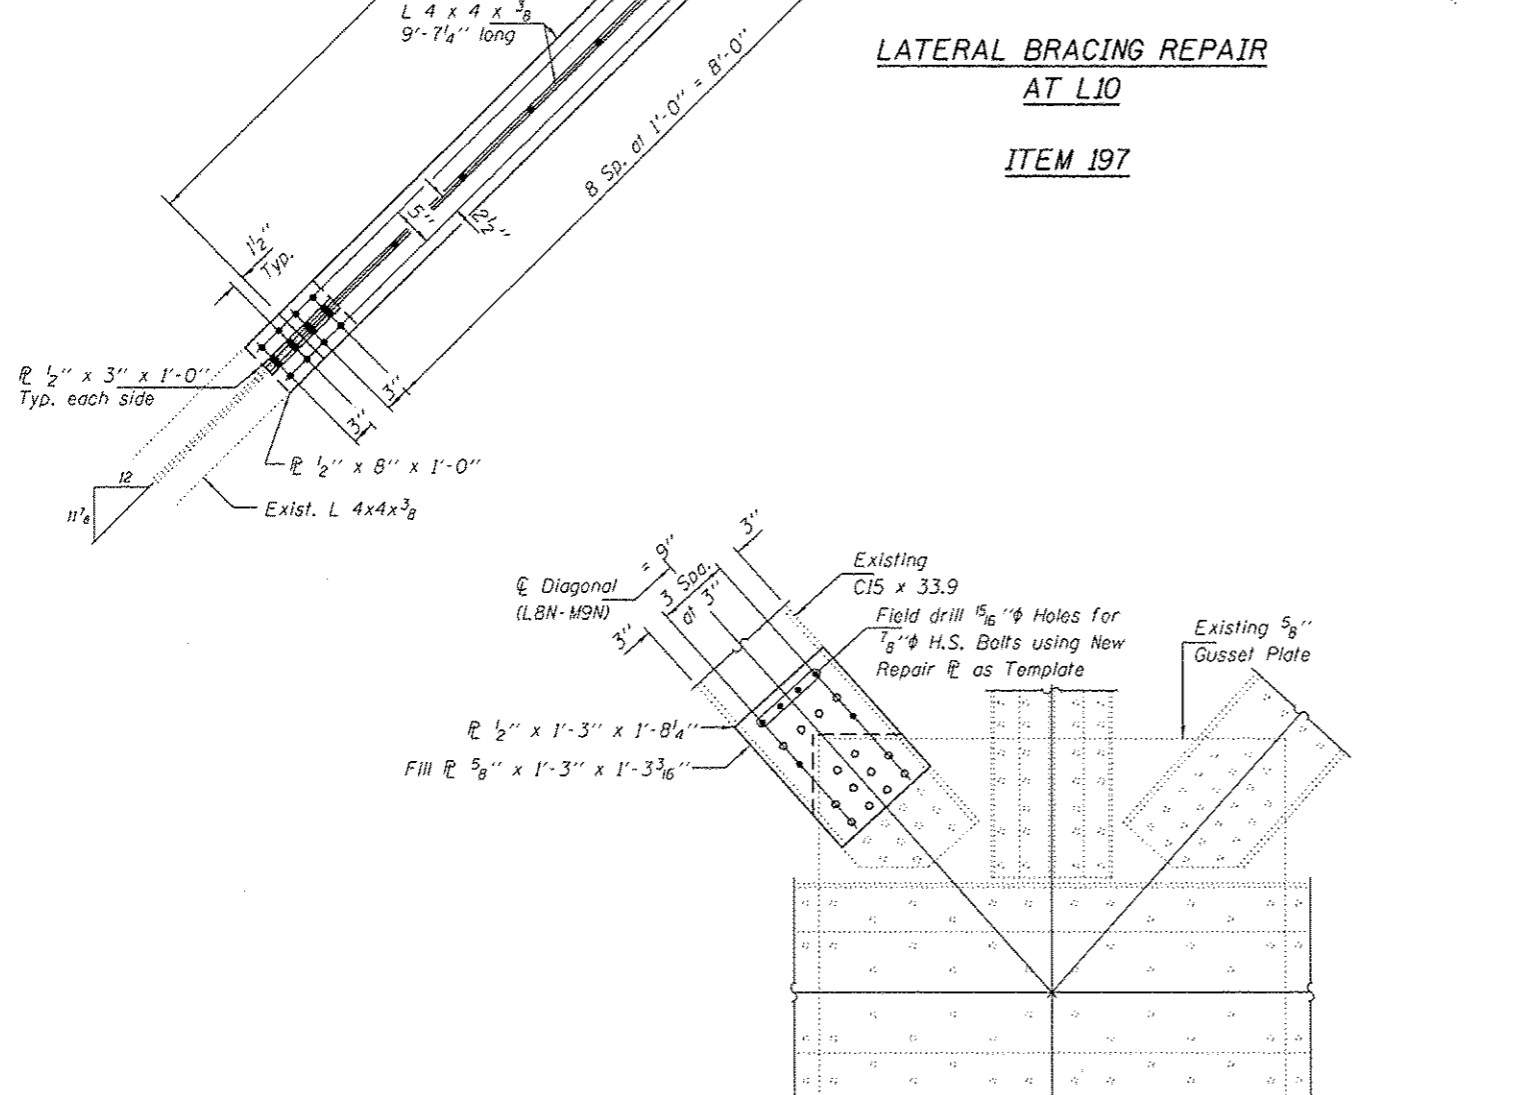 L 4 x 4 x 3/8
9'-7 1/4" long
LATERAL BRACING REPAIR
AT L10
ITEM 197
8 Sp. at 1'-0" = 8'-0"
5"
2 1/2"
1 1/2"
Typ.
℄ 1/2" x 3" x 1'-0"
Typ. each side
3"
3"
℄ 1/2" x 8" x 1'-0"
12
11 7/8
Exist. L 4x4x3/8
3"
= 9"
3 Spa.
at 3"
3"
℄ Diagonal
(L8N-M9N)
Existing
C15 x 33.9
Field drill 15/16"ϕ Holes for
7/8"ϕ H.S. Bolts using New
Repair ℄ as Template
Existing 5/8"
Gusset Plate
℄ 1/2" x 1'-3" x 1'-8 1/4"
Fill ℄ 5/8" x 1'-3" x 1'-3 3/16"